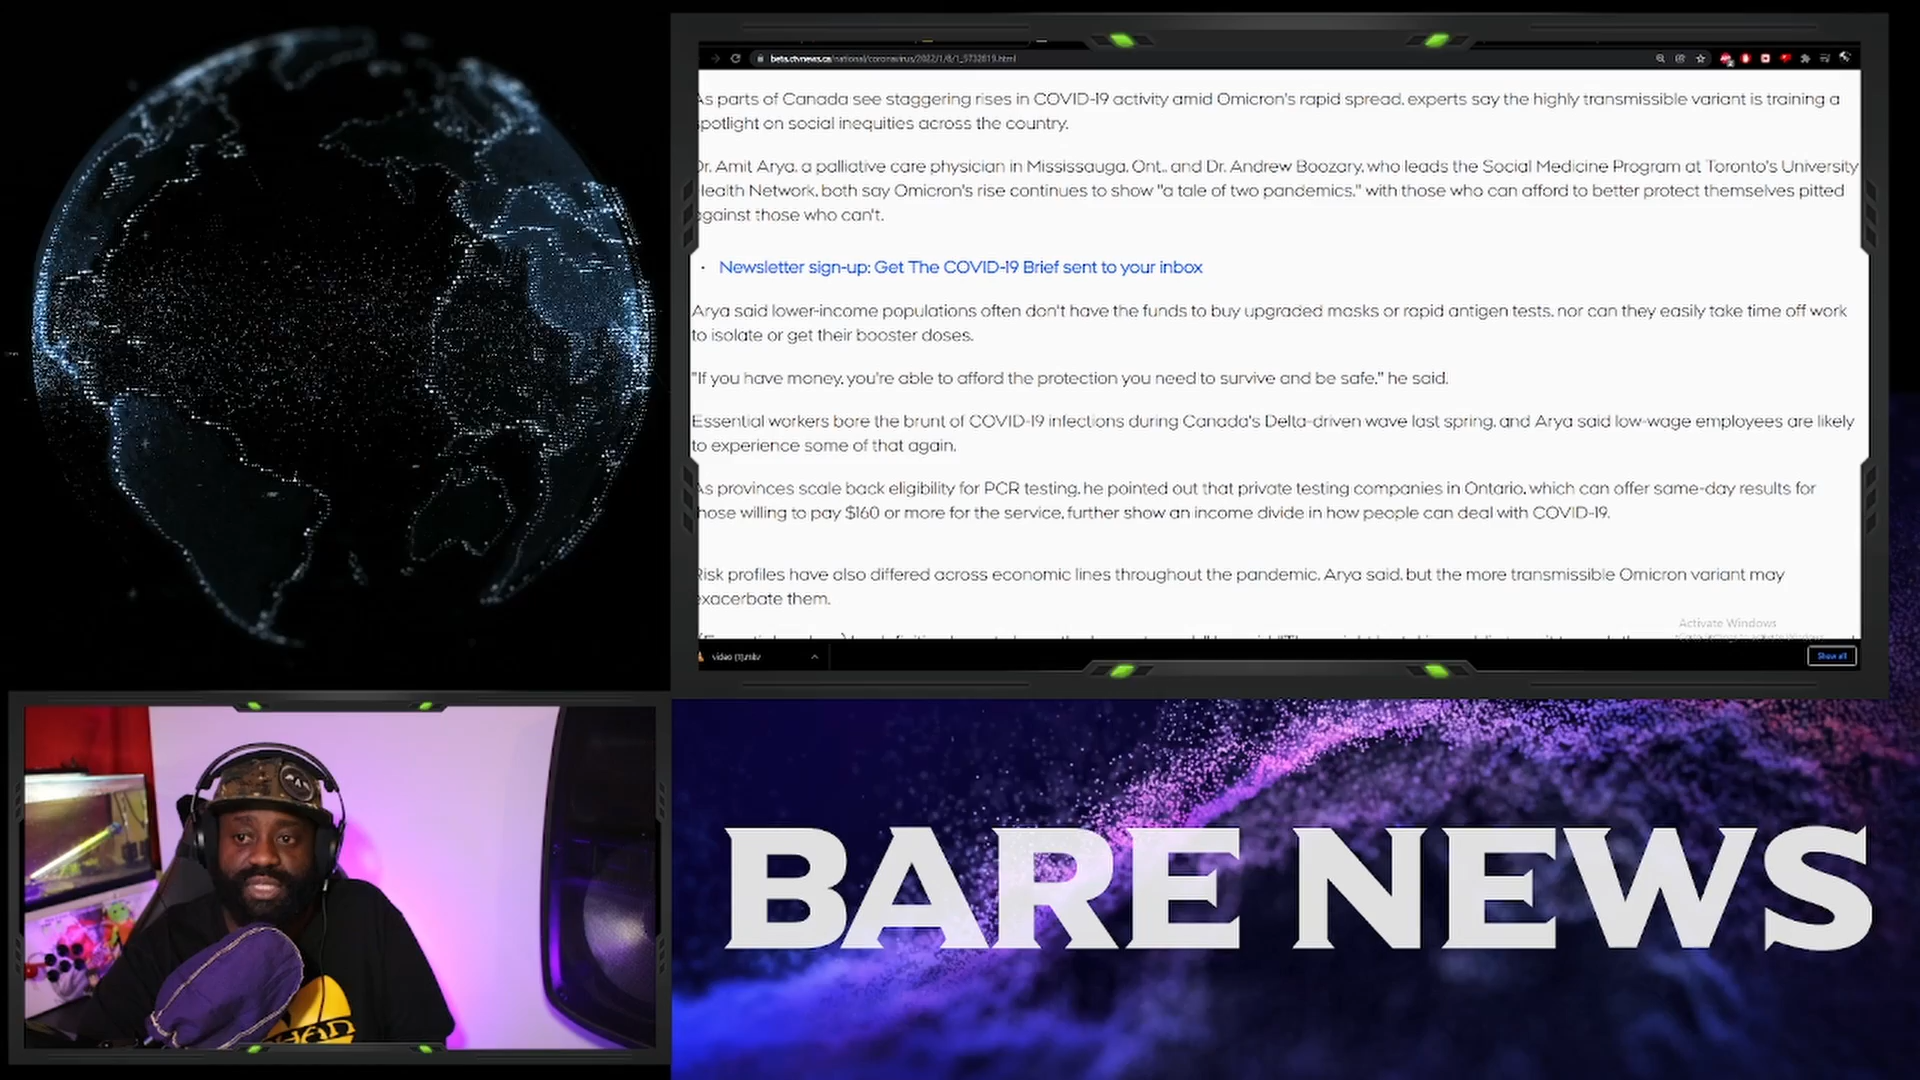 beta.ctvnews.ca/national/coronavirus/2022/1/8/1_5732819.html
As parts of Canada see staggering rises in COVID-19 activity amid Omicron's rapid spread, experts say the highly transmissible variant is training a
spotlight on social inequities across the country.
Dr. Amit Arya, a palliative care physician in Mississauga, Ont., and Dr. Andrew Boozary, who leads the Social Medicine Program at Toronto's University
Health Network, both say Omicron's rise continues to show "a tale of two pandemics," with those who can afford to better protect themselves pitted
against those who can't.
· Newsletter sign-up: Get The COVID-19 Brief sent to your inbox
Arya said lower-income populations often don't have the funds to buy upgraded masks or rapid antigen tests, nor can they easily take time off work
to isolate or get their booster doses.
"If you have money, you're able to afford the protection you need to survive and be safe," he said.
Essential workers bore the brunt of COVID-19 infections during Canada's Delta-driven wave last spring, and Arya said low-wage employees are likely
to experience some of that again.
As provinces scale back eligibility for PCR testing, he pointed out that private testing companies in Ontario, which can offer same-day results for
those willing to pay $160 or more for the service, further show an income divide in how people can deal with COVID-19.
Risk profiles have also differed across economic lines throughout the pandemic, Arya said, but the more transmissible Omicron variant may
exacerbate them.
Activate Windows
video (1).mkv
Show all
BARE NEWS